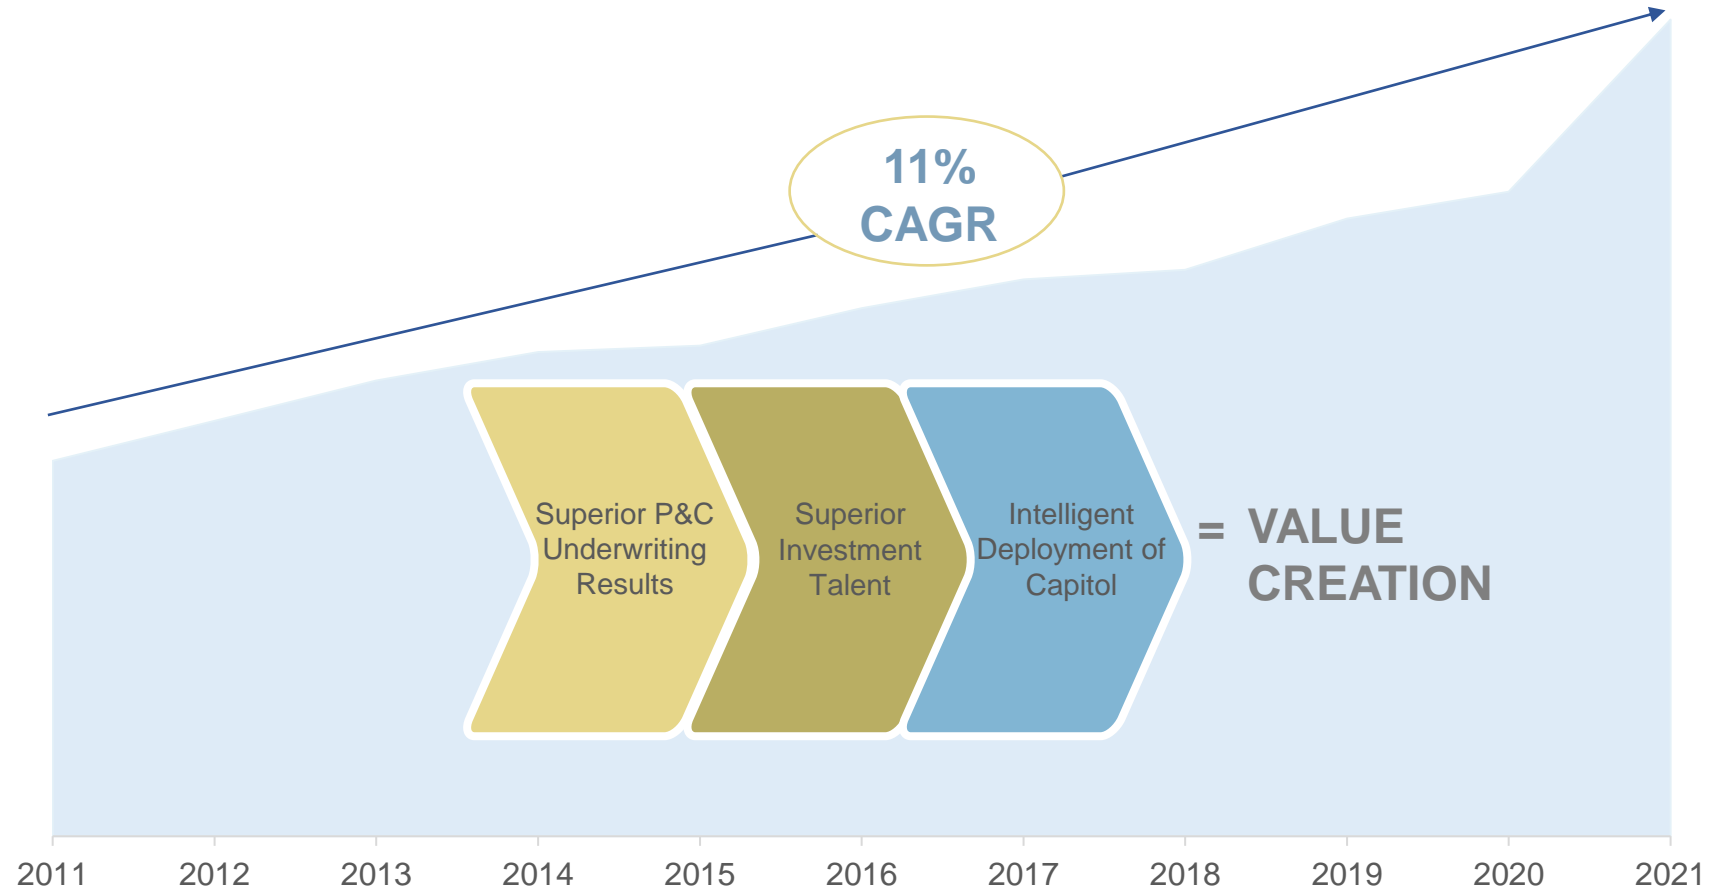 11%
CAGR
Superior P&C
Underwriting
Results
Superior
Investment
Talent
Intelligent
Deployment of
Capitol
= VALUE
CREATION
2011 2012 2013 2014 2015 2016 2017 2018 2019 2020 2021